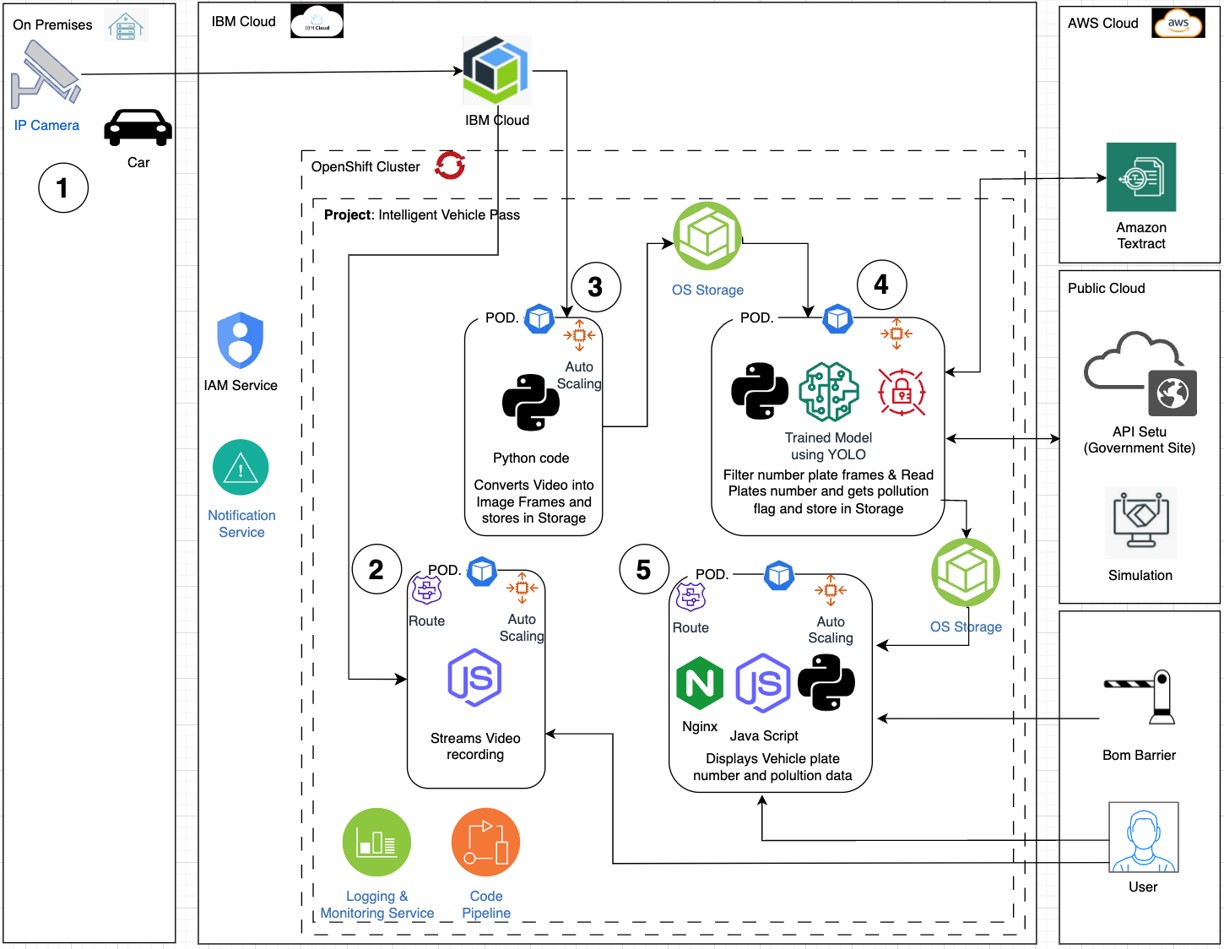 On Premises
IP Camera
Car
1
IBM Cloud
IBM Cloud
IBM Cloud
OpenShift Cluster
Project: Intelligent Vehicle Pass
IAM Service
Notification
Service
3
POD.
Auto
Scaling
Python code
Converts Video into
Image Frames and
stores in Storage
OS Storage
4
POD.
Trained Model
using YOLO
Filter number plate frames & Read
Plates number and gets pollution
flag and store in Storage
OS Storage
2
POD.
Route
Auto
Scaling
JS
Streams Video
recording
5
POD.
Route
Auto
Scaling
N
Nginx
JS
Java Script
Displays Vehicle plate
number and polultion data
Logging &
Monitoring Service
Code
Pipeline
AWS Cloud
aws
Amazon
Textract
Public Cloud
API Setu
(Government Site)
Simulation
Bom Barrier
User